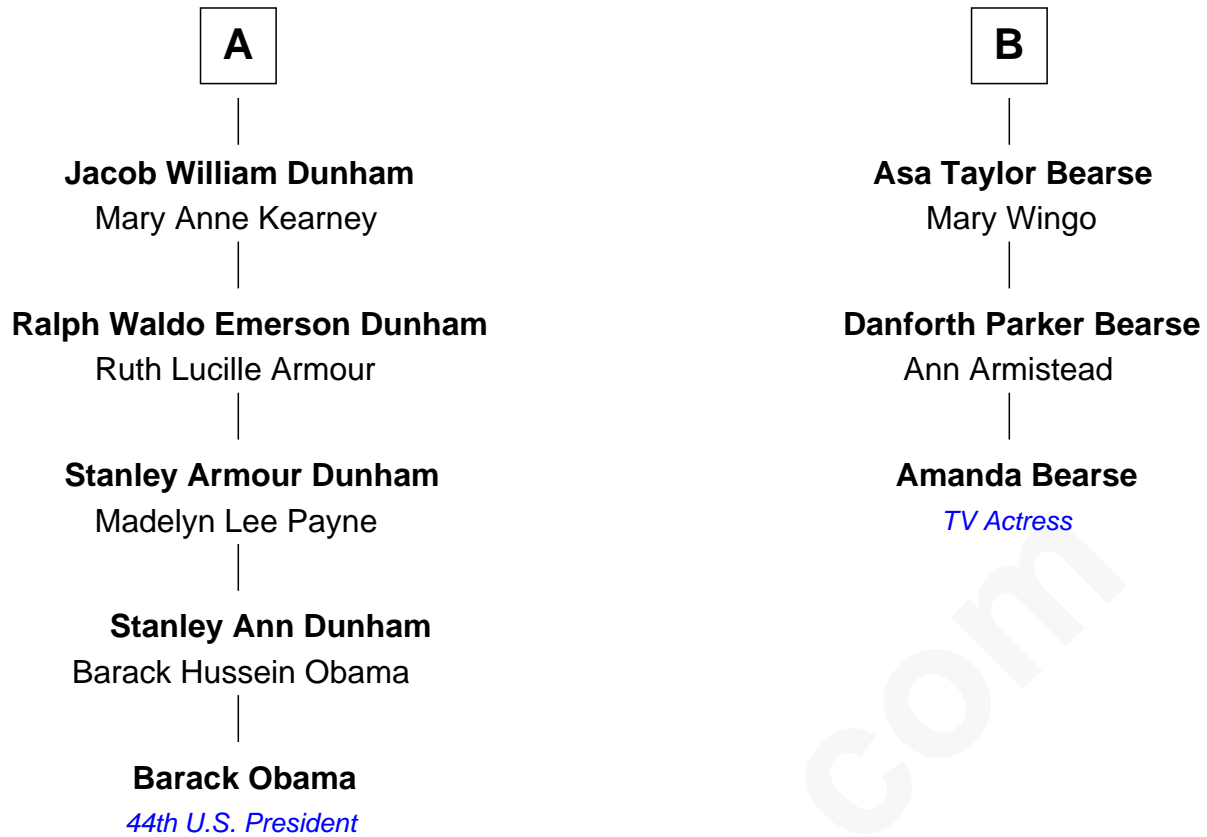 A
Jacob William Dunham
Mary Anne Kearney
Ralph Waldo Emerson Dunham
Ruth Lucille Armour
Stanley Armour Dunham
Madelyn Lee Payne
Stanley Ann Dunham
Barack Hussein Obama
Barack Obama
44th U.S. President
B
Asa Taylor Bearse
Mary Wingo
Danforth Parker Bearse
Ann Armistead
Amanda Bearse
TV Actress
com